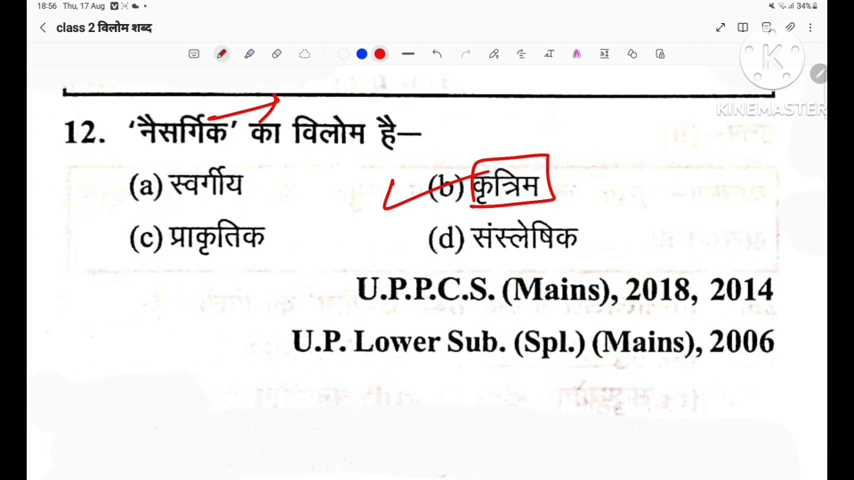 18:56 Thu, 17 Aug 34%
class 2 विलोम शब्द
KINEMASTER
12. ‘नैसर्गिक’ का विलोम है—
(a) स्वर्गीय (b) कृत्रिम
(c) प्राकृतिक (d) संस्लेषिक
U.P.P.C.S. (Mains), 2018, 2014
U.P. Lower Sub. (Spl.) (Mains), 2006